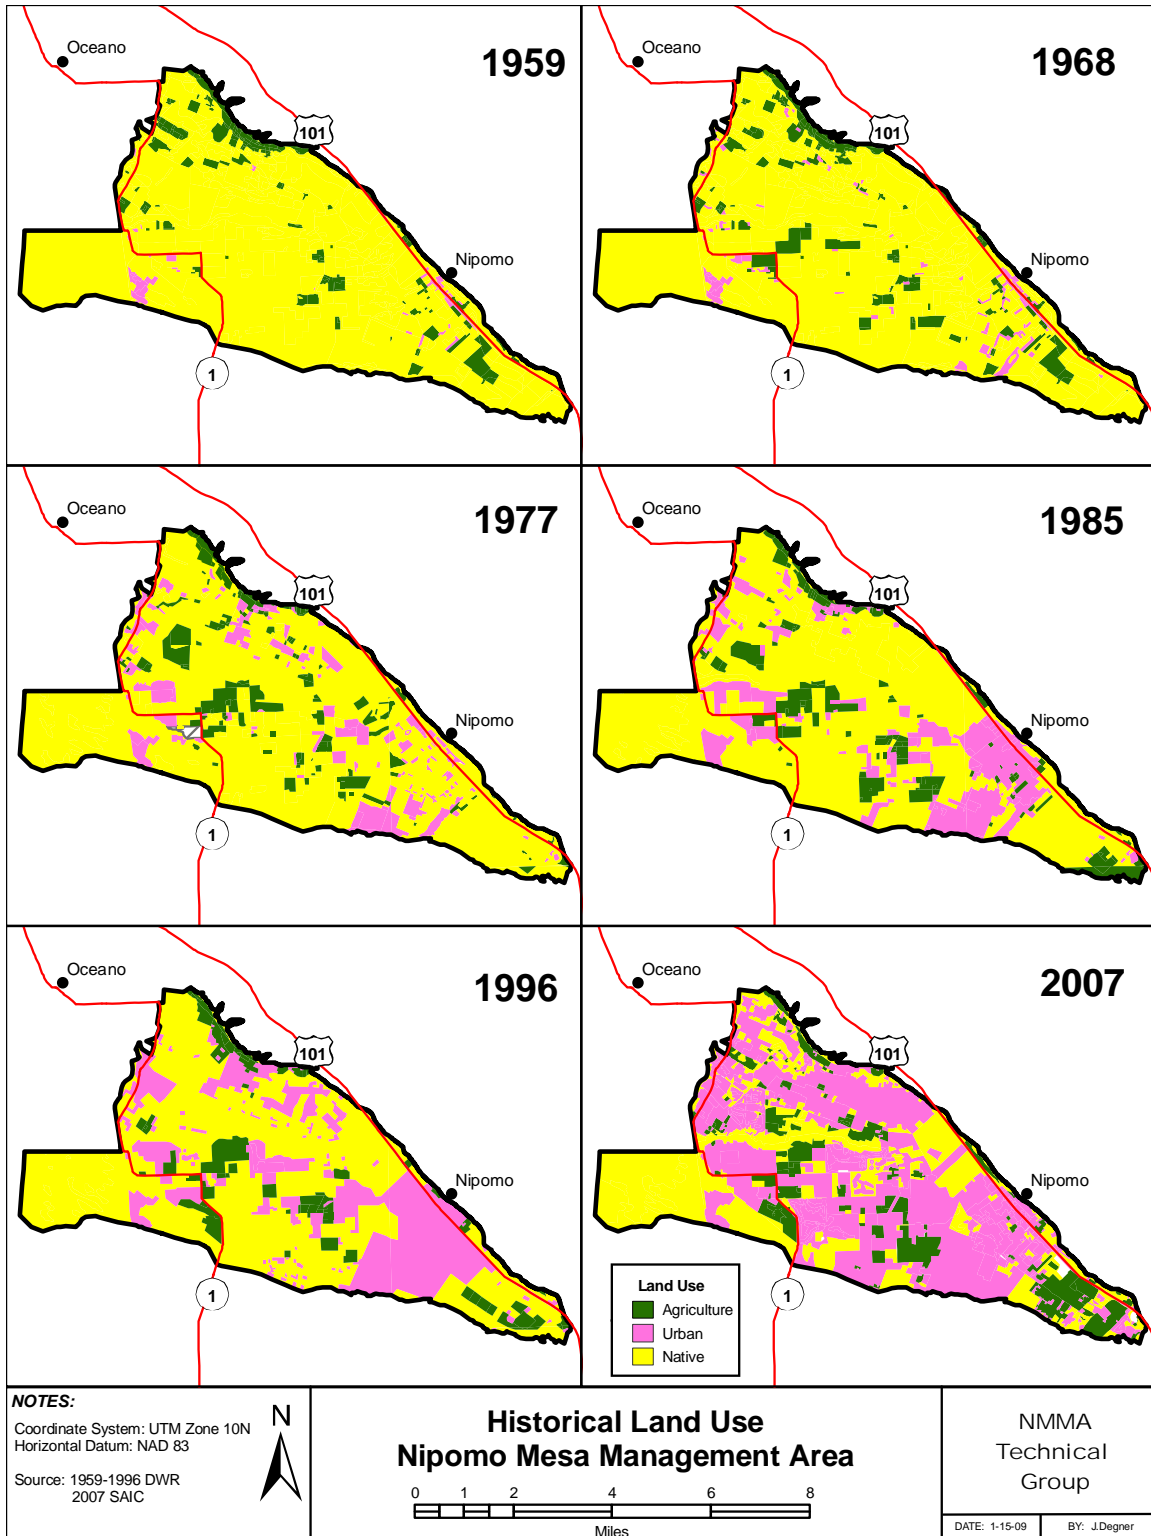 Oceano
1959
101
Nipomo
1
Oceano
1968
101
Nipomo
1
Oceano
1977
101
Nipomo
1
Oceano
1985
101
Nipomo
1
Oceano
1996
101
Nipomo
1
Oceano
2007
101
Nipomo
1
Land Use
Agriculture
Urban
Native
NOTES:
Coordinate System: UTM Zone 10N
Horizontal Datum: NAD 83
Source: 1959-1996 DWR
2007 SAIC
N
Historical Land Use
Nipomo Mesa Management Area
0 1 2 4 6 8
Miles
NMMA
Technical
Group
DATE: 1-15-09
BY: J.Degner